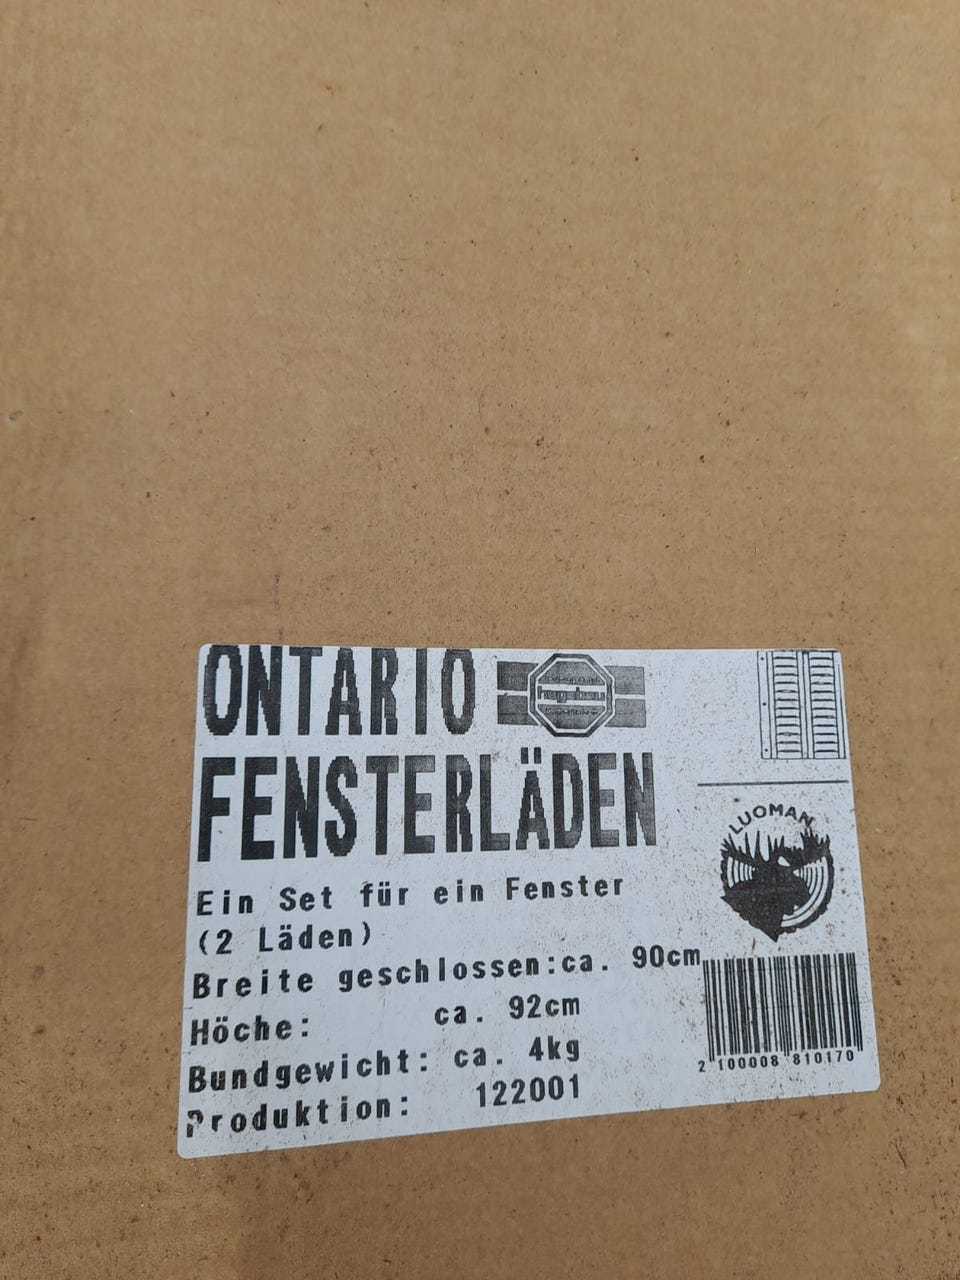 ONTARIO
hagebau
FENSTERLÄDEN
LUOMAN
Ein Set für ein Fenster
(2 Läden)
Breite geschlossen:ca. 90cm
Höche: ca. 92cm
Bundgewicht: ca. 4kg
Produktion: 122001
2 100008 810170